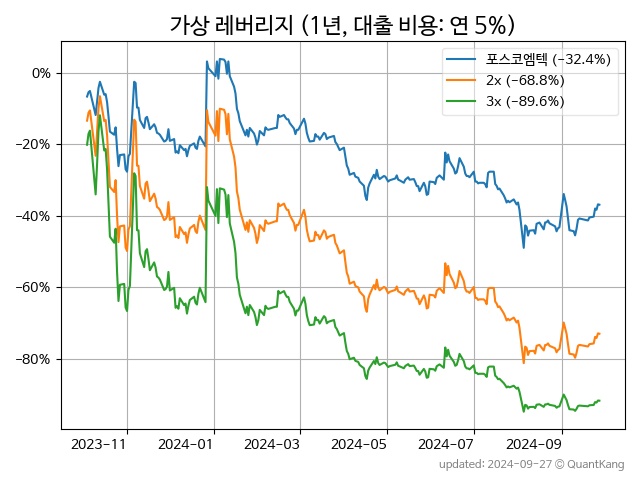 가상 레버리지 (1년, 대출 비용: 연 5%)
포스코엠텍 (−32.4%)
2x (−68.8%)
3x (−89.6%)
0%
−20%
−40%
−60%
−80%
2023-11 2024-01 2024-03 2024-05 2024-07 2024-09
updated: 2024-09-27 © QuantKang